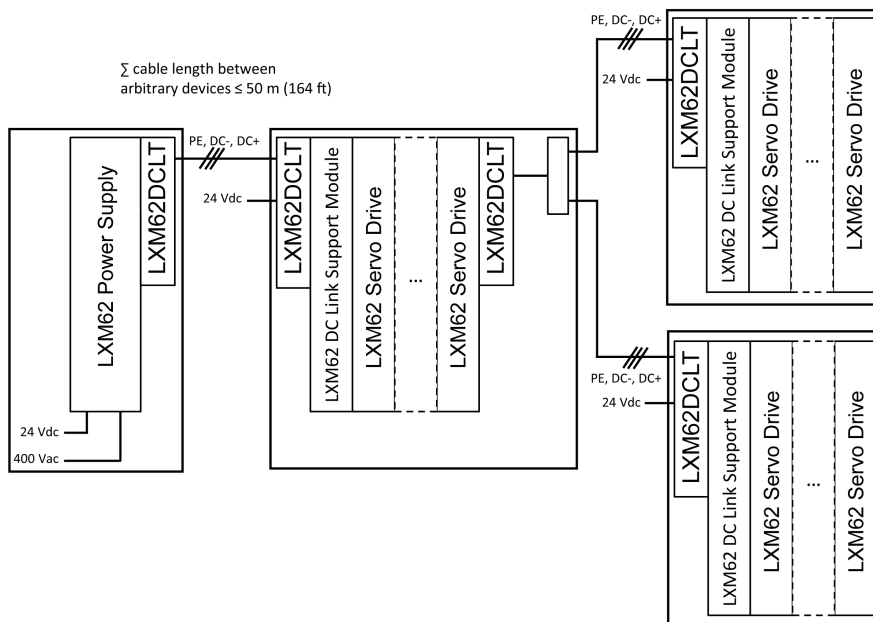 ∑ cable length between
arbitrary devices ≤ 50 m (164 ft)
LXM62 Power Supply
LXM62DCLT
24 Vdc
400 Vac
PE, DC-, DC+
24 Vdc
LXM62DCLT
LXM62 DC Link Support Module
LXM62 Servo Drive
...
LXM62 Servo Drive
LXM62DCLT
PE, DC-, DC+
24 Vdc
LXM62DCLT
LXM62 DC Link Support Module
LXM62 Servo Drive
...
LXM62 Servo Drive
PE, DC-, DC+
24 Vdc
LXM62DCLT
LXM62 DC Link Support Module
LXM62 Servo Drive
...
LXM62 Servo Drive